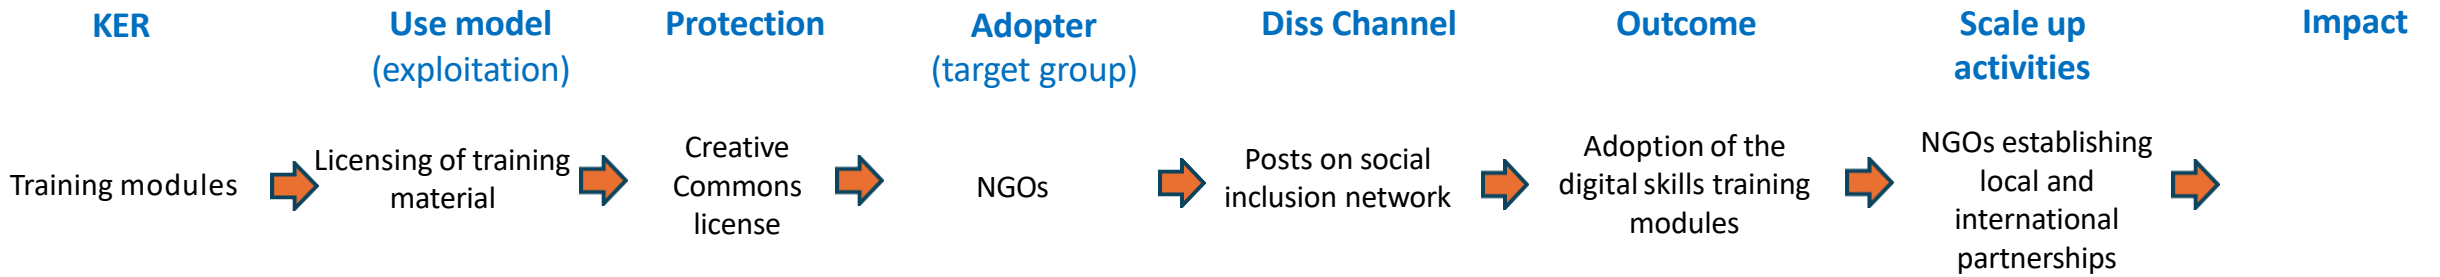 KER
Use model
(exploitation)
Protection
Adopter
(target group)
Diss Channel
Outcome
Scale up
activities
Impact
Training modules
Licensing of training
material
Creative
Commons
license
NGOs
Posts on social
inclusion network
Adoption of the
digital skills training
modules
NGOs establishing
local and
international
partnerships